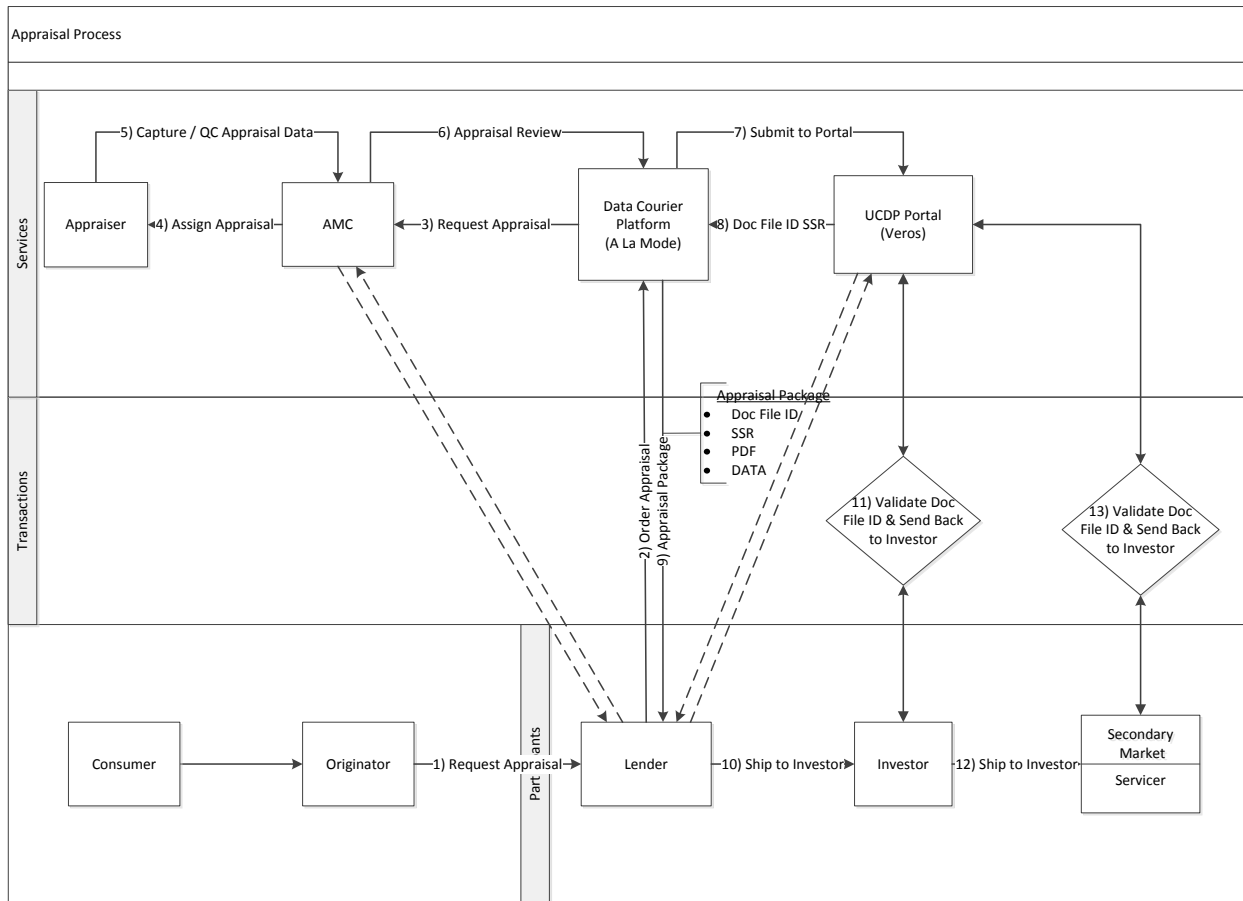 Appraisal Process
Services
5) Capture / QC Appraisal Data
6) Appraisal Review
7) Submit to Portal
Appraiser
4) Assign Appraisal
AMC
3) Request Appraisal
Data Courier
Platform
(A La Mode)
8) Doc File ID SSR
UCDP Portal
(Veros)
Transactions
Appraisal Package
• Doc File ID
• SSR
• PDF
• DATA
2) Order Appraisal
9) Appraisal Package
11) Validate Doc
File ID & Send Back
to Investor
13) Validate Doc
File ID & Send Back
to Investor
Consumer
Originator
1) Request Appraisal
Part
ants
Lender
10) Ship to Investor
Investor
12) Ship to Investor
Secondary
Market
Servicer